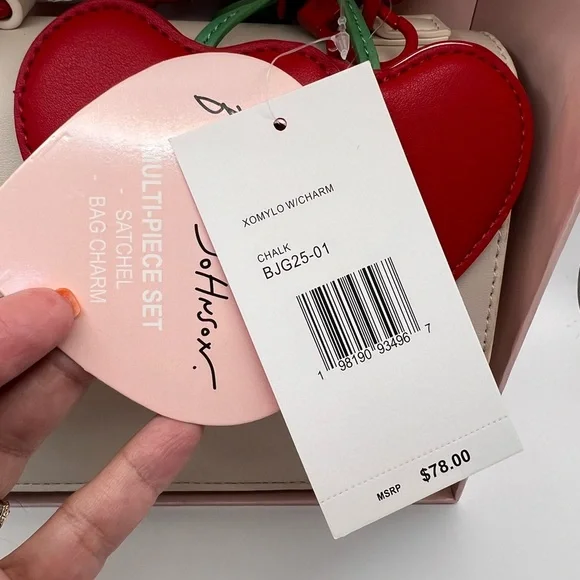 JOHNSON.
MULTI-PIECE SET
- SATCHEL
- BAG CHARM
XOMYLO W/CHARM
CHALK
BJG25-01
1 98190 93496 7
MSRP $78.00